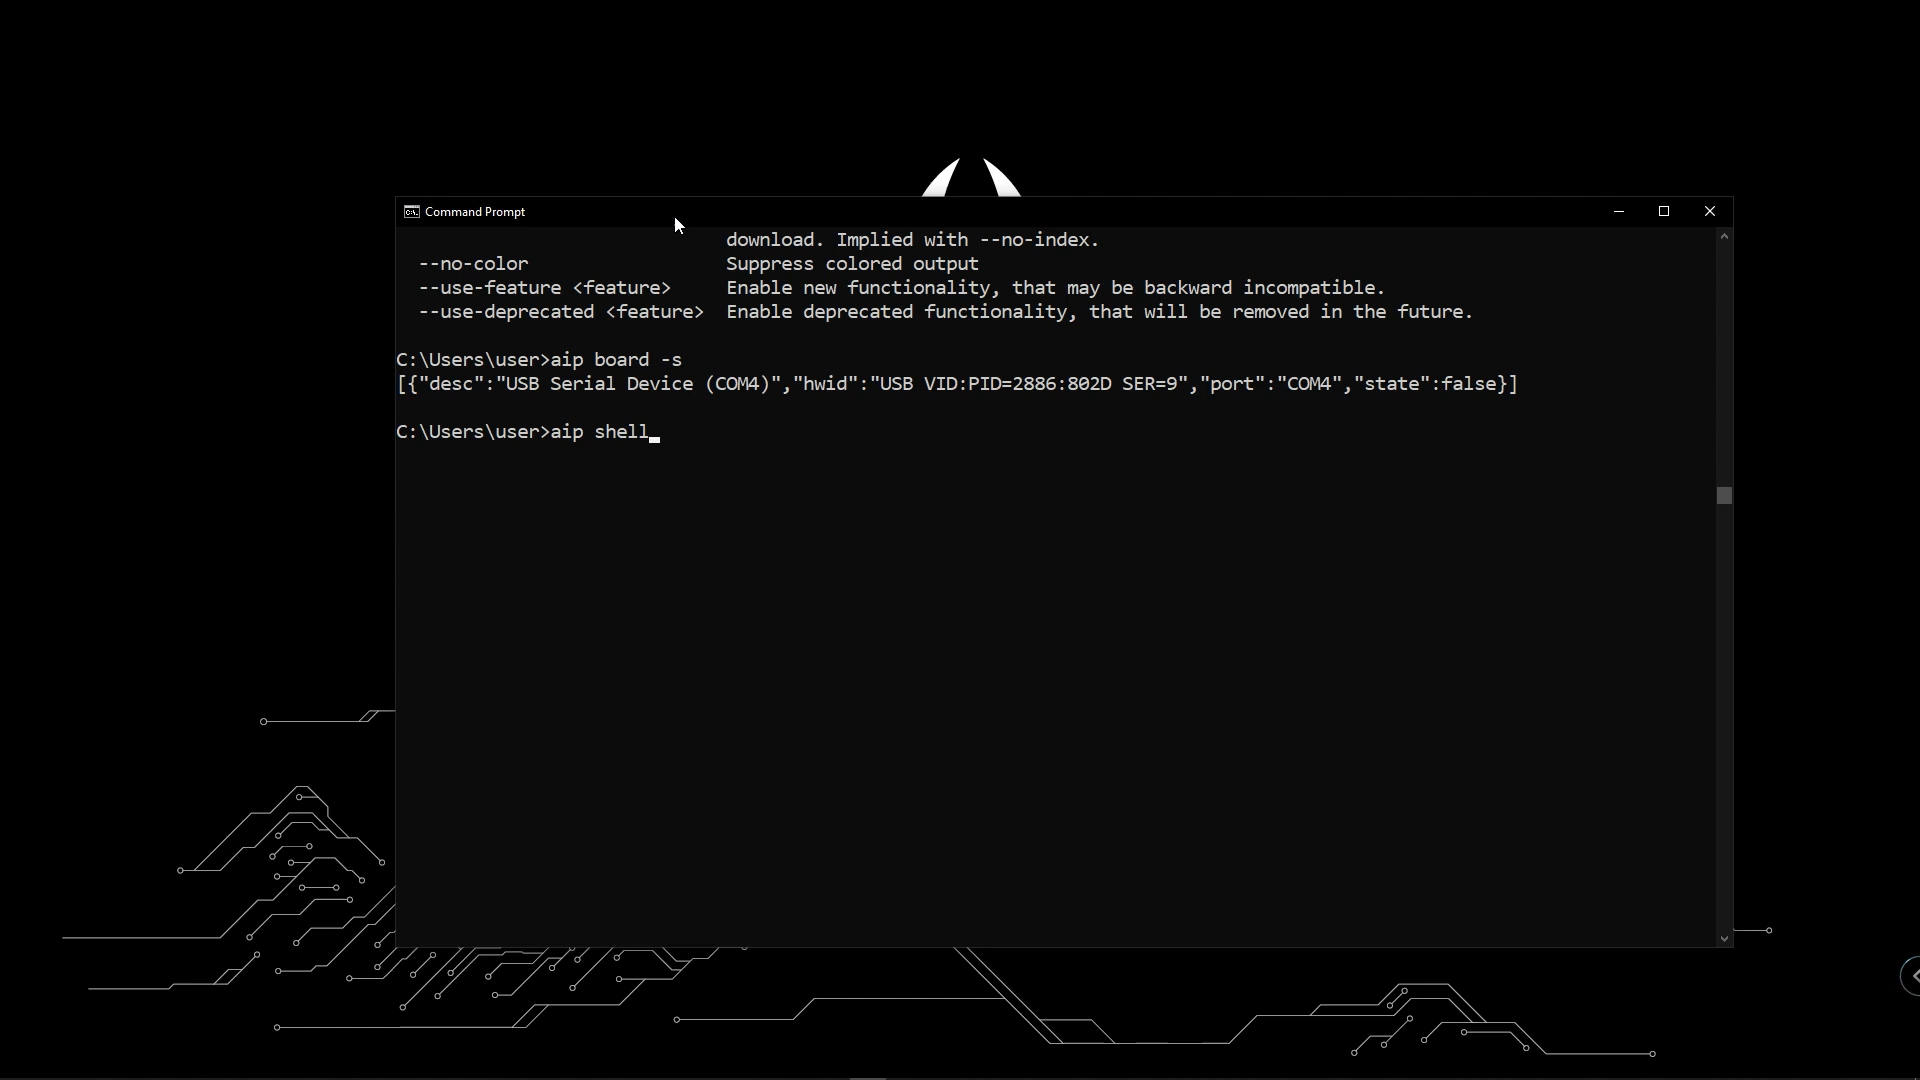 Command Prompt
download. Implied with --no-index.
--no-color Suppress colored output
--use-feature <feature> Enable new functionality, that may be backward incompatible.
--use-deprecated <feature> Enable deprecated functionality, that will be removed in the future.
C:\Users\user>aip board -s
[{"desc":"USB Serial Device (COM4)","hwid":"USB VID:PID=2886:802D SER=9","port":"COM4","state":false}]
C:\Users\user>aip shell